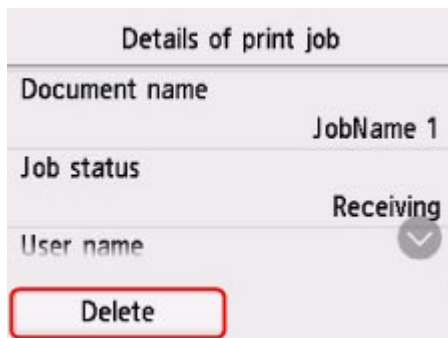 Details of print job
Document name
JobName 1
Job status
Receiving
User name
Delete